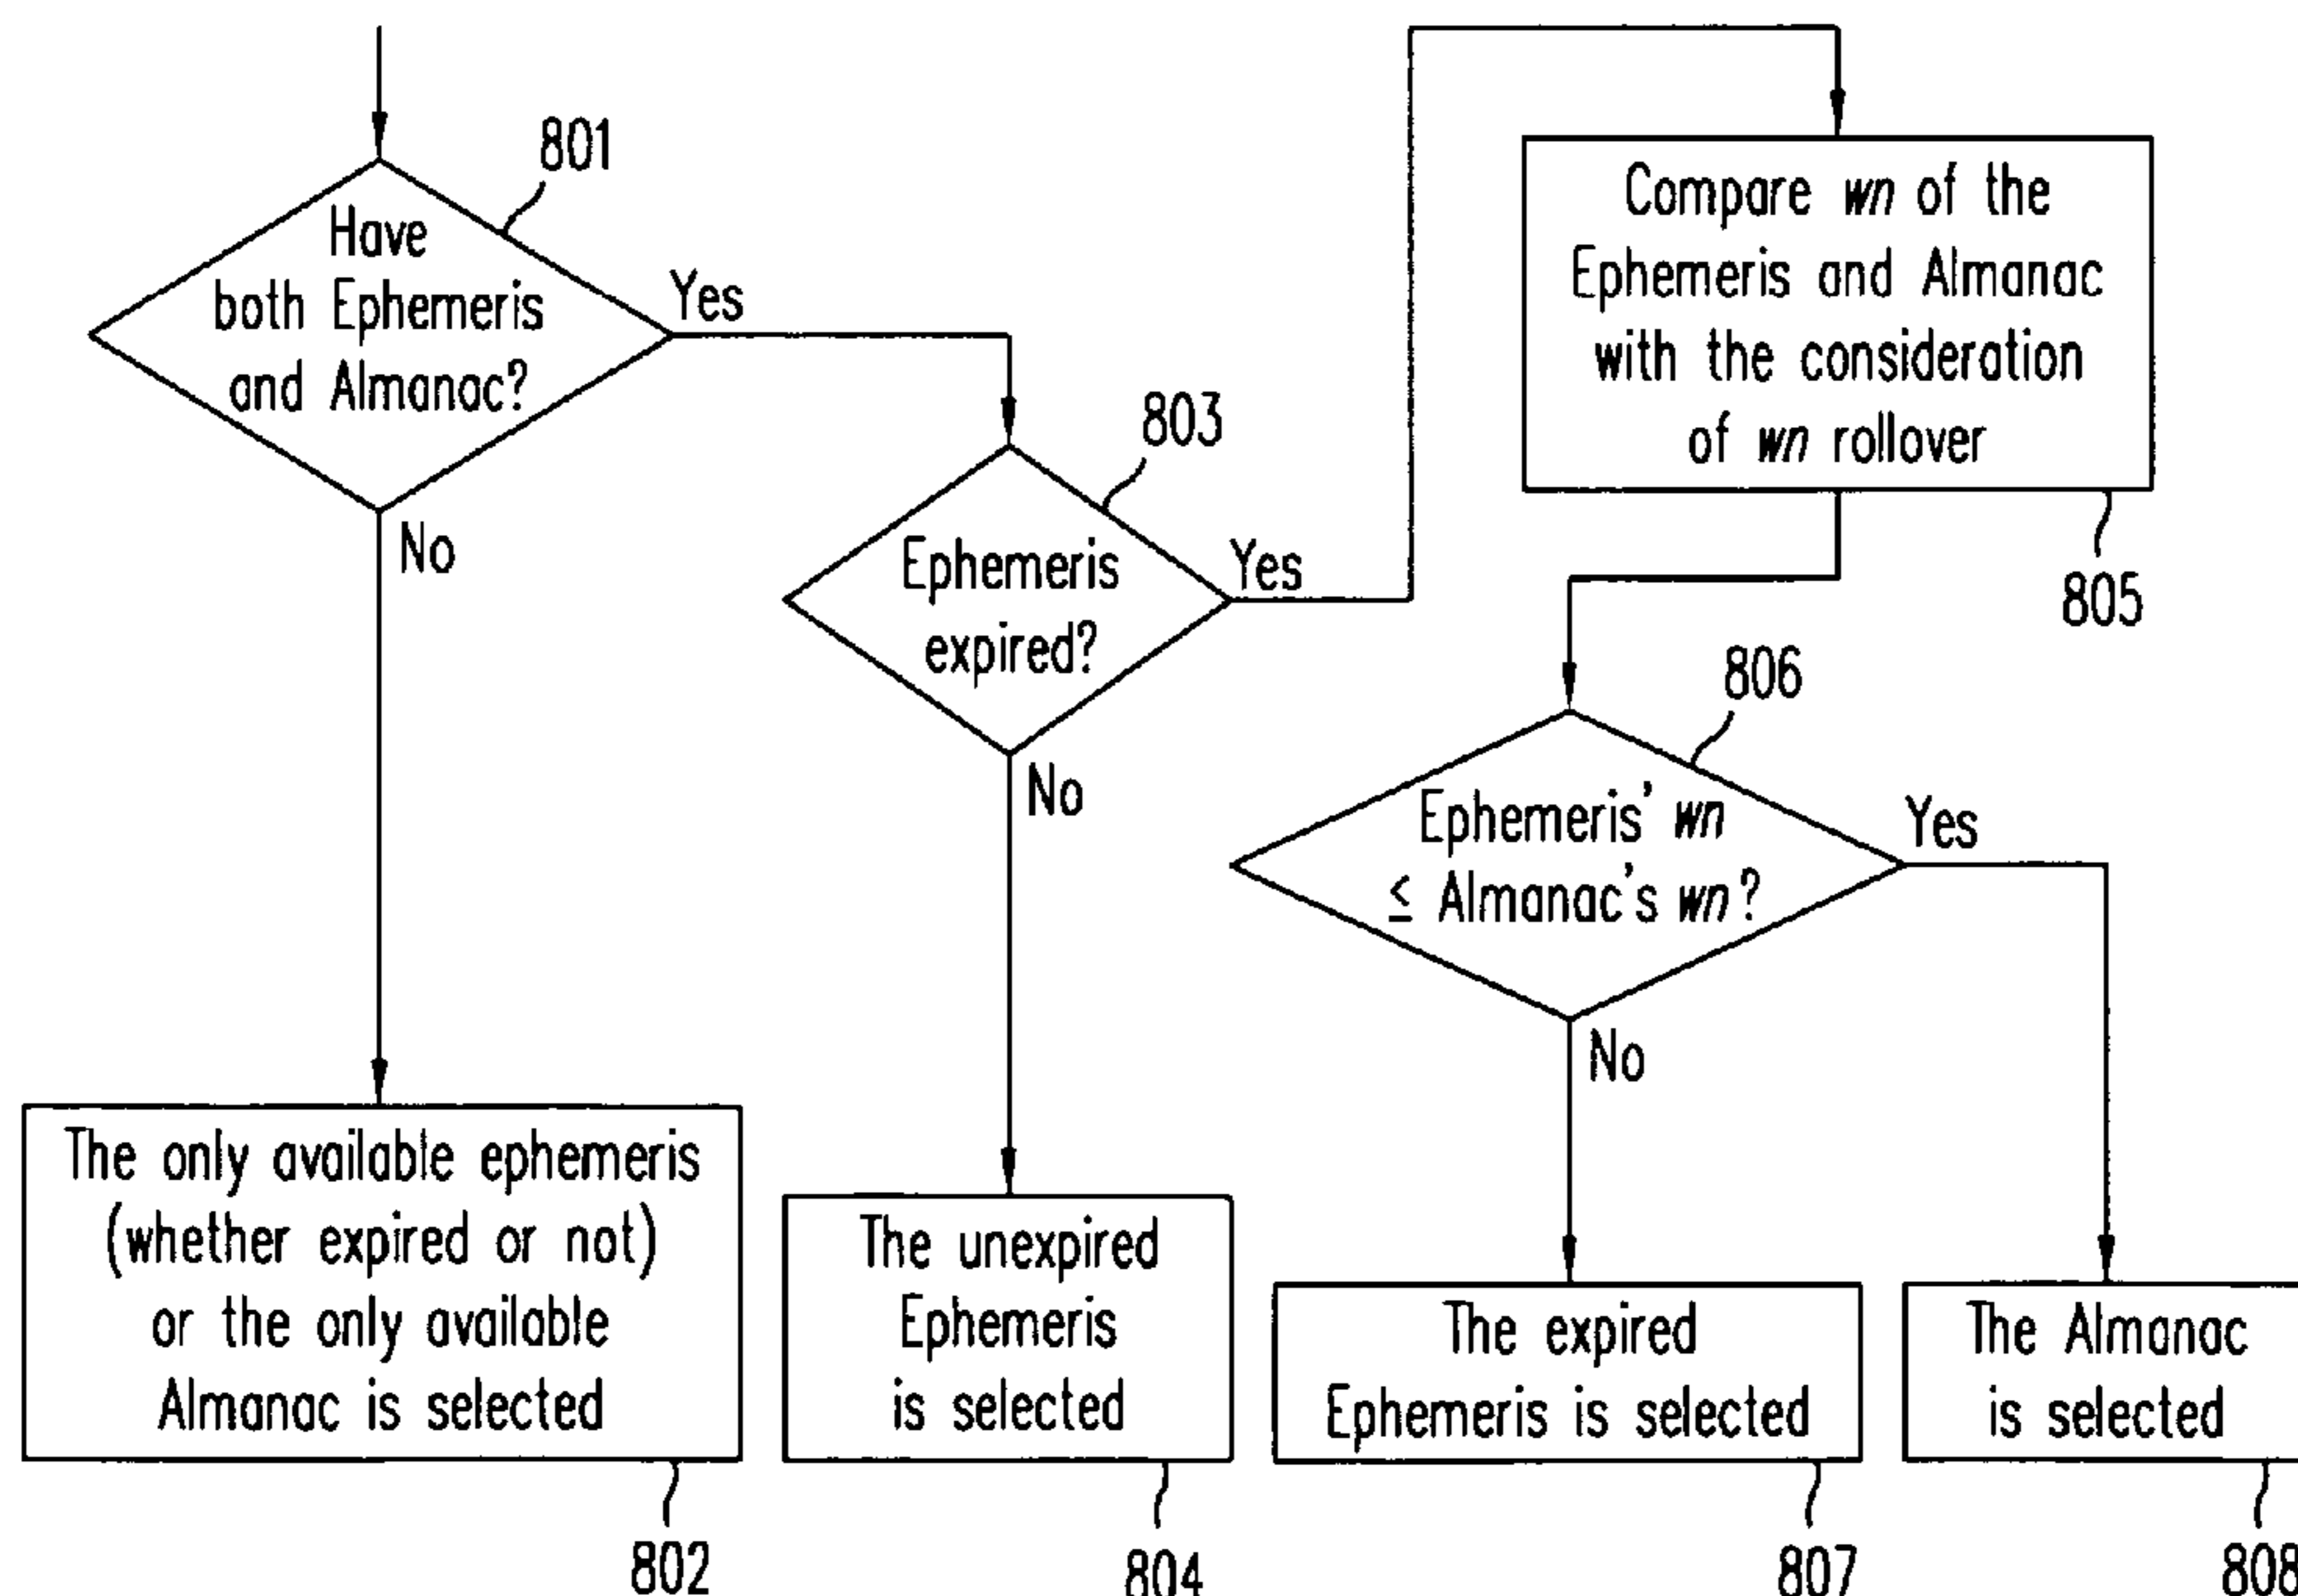 801
Have
both Ephemeris
and Almanac?
Yes
No
803
Ephemeris
expired?
Yes
No
Compare wn of the
Ephemeris and Almanac
with the consideration
of wn rollover
805
806
Ephemeris' wn
≤ Almanac's wn?
Yes
No
The only available ephemeris
(whether expired or not)
or the only available
Almanac is selected
802
The unexpired
Ephemeris
is selected
804
The expired
Ephemeris is selected
807
The Almanac
is selected
808